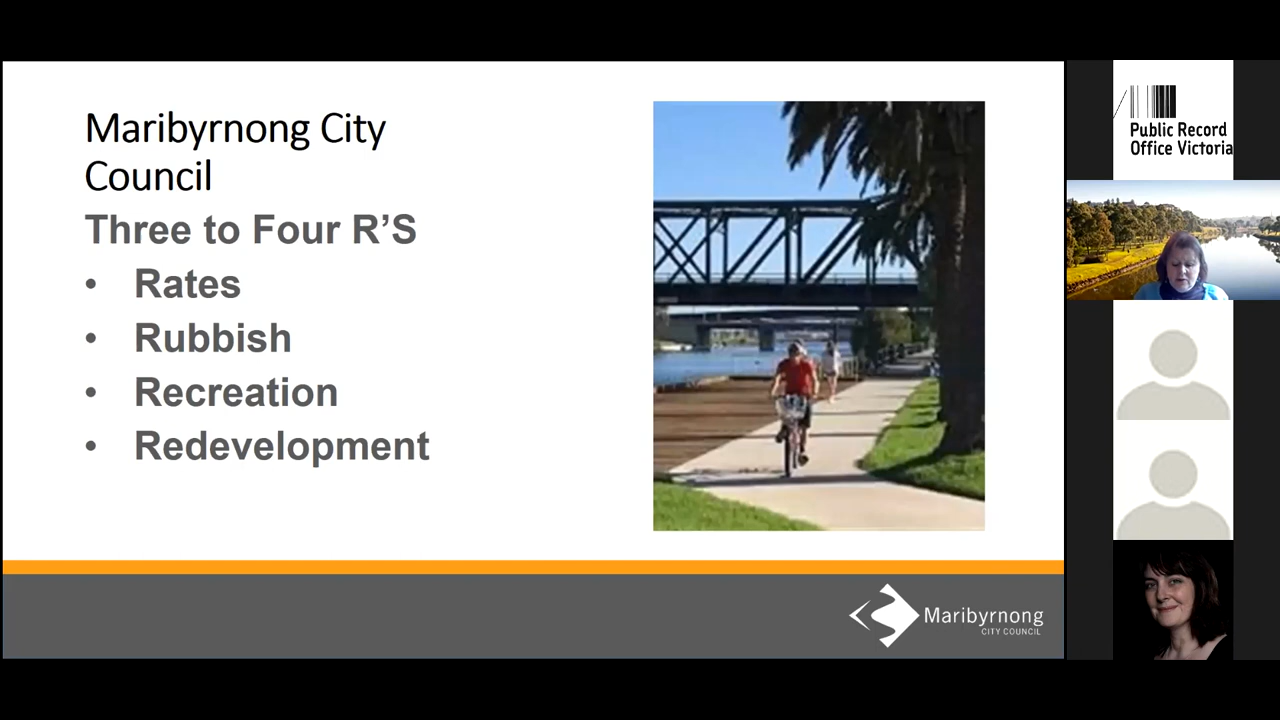 Maribyrnong City
Council
Three to Four R’S
• Rates
• Rubbish
• Recreation
• Redevelopment
Maribyrnong
CITY COUNCIL
Public Record
Office Victoria